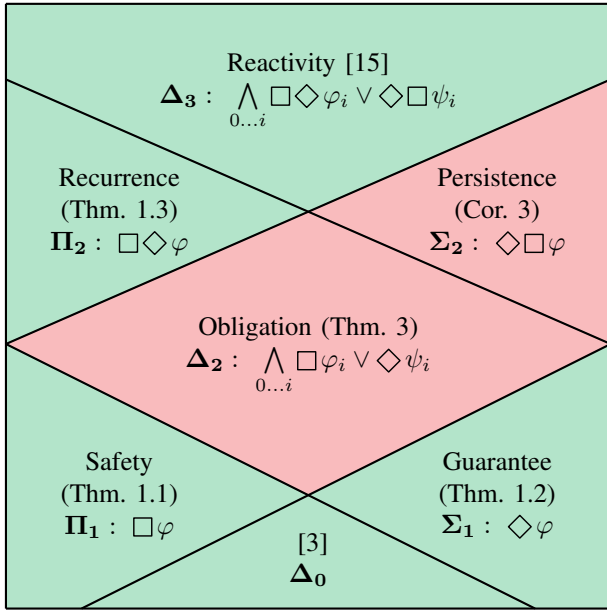 Reactivity [15]
Δ₃ : ⋀ □◇φᵢ ∨ ◇□ψᵢ
0...i
Recurrence
(Thm. 1.3)
Π₂ : □◇φ
Persistence
(Cor. 3)
Σ₂ : ◇□φ
Obligation (Thm. 3)
Δ₂ : ⋀ □φᵢ ∨ ◇ψᵢ
0...i
Safety
(Thm. 1.1)
Π₁ : □φ
Guarantee
(Thm. 1.2)
Σ₁ : ◇φ
[3]
Δ₀